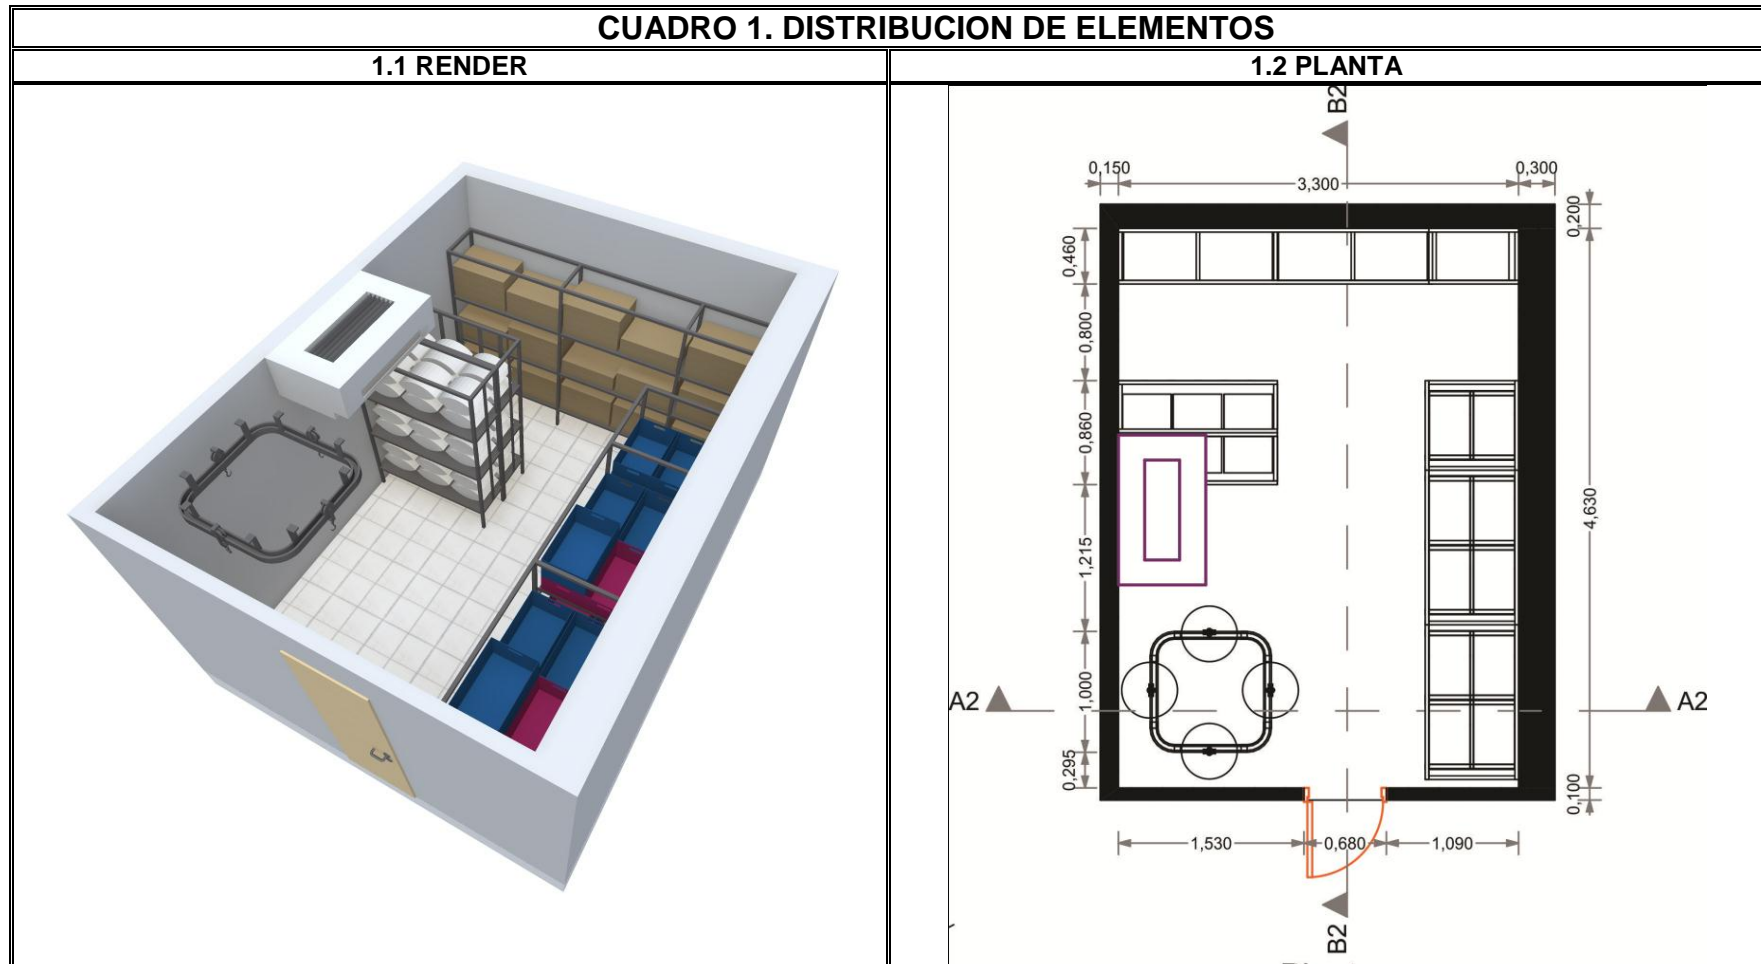 CUADRO 1. DISTRIBUCION DE ELEMENTOS
1.1 RENDER
1.2 PLANTA
B2
0,150
3,300
0,300
0,200
0,460
0,800
0,860
1,215
4,630
A2
A2
1,000
0,295
0,100
1,530
0,680
1,090
B2